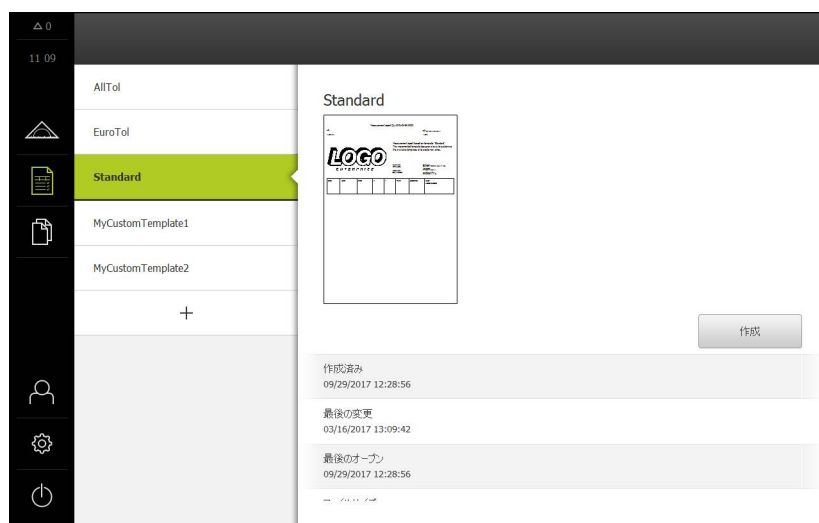 0
11 09
AllTol
EuroTol
Standard
MyCustomTemplate1
MyCustomTemplate2
+
Standard
LOGO
ENTERPRISE
作成
作成済み
09/29/2017 12:28:56
最後の変更
03/16/2017 13:09:42
最後のオープン
09/29/2017 12:28:56